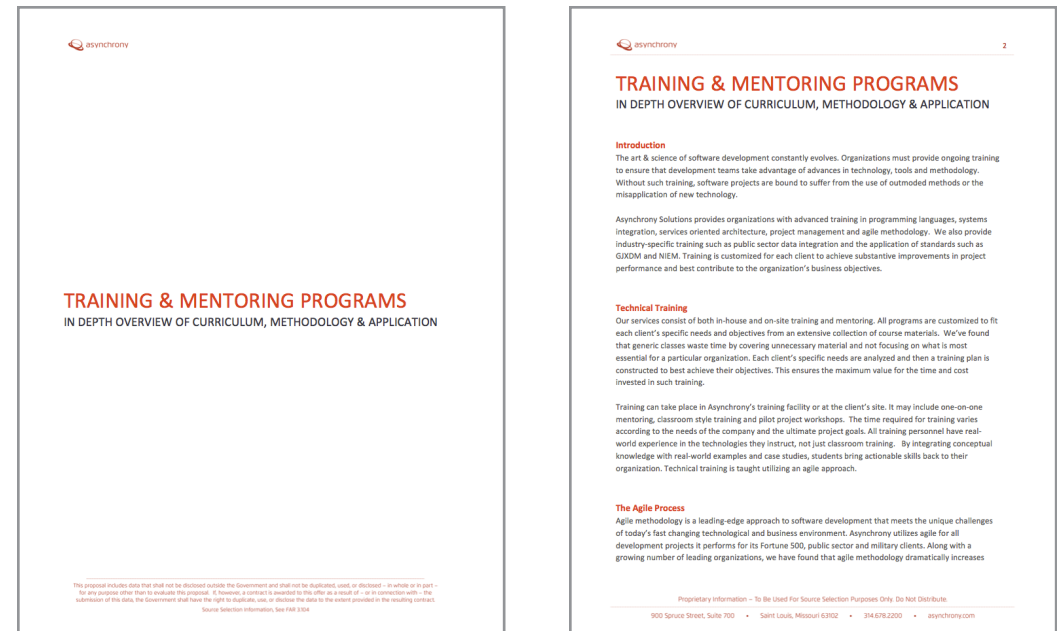 asynchrony
TRAINING & MENTORING PROGRAMS
IN DEPTH OVERVIEW OF CURRICULUM, METHODOLOGY & APPLICATION
This proposal includes data that shall not be disclosed outside the Government and shall not be duplicated, used, or disclosed – in whole or in part –
for any purpose other than to evaluate this proposal. If, however, a contract is awarded to this offer as a result of – or in connection with – the
submission of this data, the Government shall have the right to duplicate, use, or disclose the data to the extent provided in the resulting contract.
Source Selection Information, See FAR 3.104
asynchrony
2
TRAINING & MENTORING PROGRAMS
IN DEPTH OVERVIEW OF CURRICULUM, METHODOLOGY & APPLICATION
Introduction
The art & science of software development constantly evolves. Organizations must provide ongoing training
to ensure that development teams take advantage of advances in technology, tools and methodology.
Without such training, software projects are bound to suffer from the use of outmoded methods or the
misapplication of new technology.
Asynchrony Solutions provides organizations with advanced training in programming languages, systems
integration, services oriented architecture, project management and agile methodology. We also provide
industry-specific training such as public sector data integration and the application of standards such as
GJXDM and NIEM. Training is customized for each client to achieve substantive improvements in project
performance and best contribute to the organization's business objectives.
Technical Training
Our services consist of both in-house and on-site training and mentoring. All programs are customized to fit
each client's specific needs and objectives from an extensive collection of course materials. We've found
that generic classes waste time by covering unnecessary material and not focusing on what is most
essential for a particular organization. Each client's specific needs are analyzed and then a training plan is
constructed to best achieve their objectives. This ensures the maximum value for the time and cost
invested in such training.
Training can take place in Asynchrony's training facility or at the client's site. It may include one-on-one
mentoring, classroom style training and pilot project workshops. The time required for training varies
according to the needs of the company and the ultimate project goals. All training personnel have real-
world experience in the technologies they instruct, not just classroom training. By integrating conceptual
knowledge with real-world examples and case studies, students bring actionable skills back to their
organization. Technical training is taught utilizing an agile approach.
The Agile Process
Agile methodology is a leading-edge approach to software development that meets the unique challenges
of today's fast changing technological and business environment. Asynchrony utilizes agile for all
development projects it performs for its Fortune 500, public sector and military clients. Along with a
growing number of leading organizations, we have found that agile methodology dramatically increases
Proprietary Information – To Be Used For Source Selection Purposes Only. Do Not Distribute.
900 Spruce Street, Suite 700 • Saint Louis, Missouri 63102 • 314.678.2200 • asynchrony.com